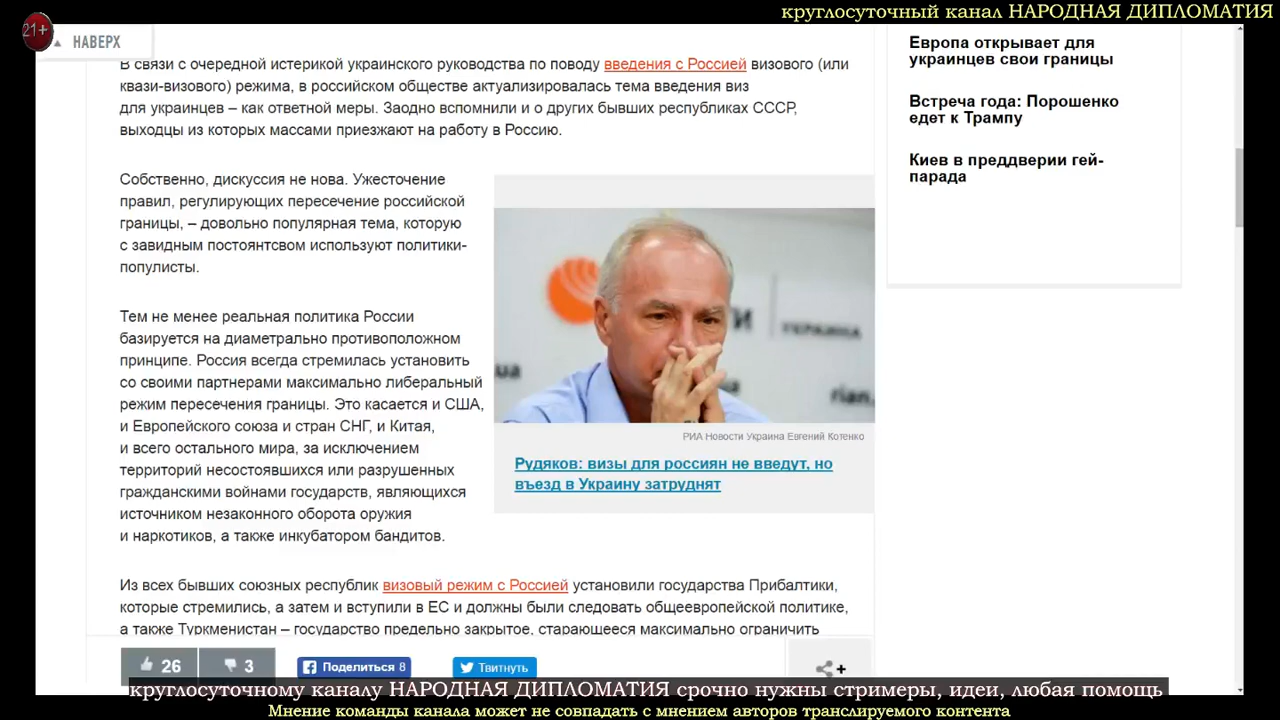 круглосуточный канал НАРОДНАЯ ДИПЛОМАТИЯ
21+
НАВЕРХ
В связи с очередной истерикой украинского руководства по поводу введения с Россией визового (или
квази-визового) режима, в российском обществе актуализировалась тема введения виз
для украинцев – как ответной меры. Заодно вспомнили и о других бывших республиках СССР,
выходцы из которых массами приезжают на работу в Россию.
Собственно, дискуссия не нова. Ужесточение
правил, регулирующих пересечение российской
границы, – довольно популярная тема, которую
с завидным постоянтсвом используют политики-
популисты.
Тем не менее реальная политика России
базируется на диаметрально противоположном
принципе. Россия всегда стремилась установить
со своими партнерами максимально либеральный
режим пересечения границы. Это касается и США,
и Европейского союза и стран СНГ, и Китая,
и всего остального мира, за исключением
территорий несостоявшихся или разрушенных
гражданскими войнами государств, являющихся
источником незаконного оборота оружия
и наркотиков, а также инкубатором бандитов.
ТИ
УКРАИНА
ua
rian.
РИА Новости Украина Евгений Котенко
Рудяков: визы для россиян не введут, но
въезд в Украину затруднят
Из всех бывших союзных республик визовый режим с Россией установили государства Прибалтики,
которые стремились, а затем и вступили в ЕС и должны были следовать общеевропейской политике,
а также Туркменистан – государство предельно закрытое, старающееся максимально ограничить
Европа открывает для
украинцев свои границы
Встреча года: Порошенко
едет к Трампу
Киев в преддверии гей-
парада
26
3
Поделиться 8
Твитнуть
круглосуточному каналу НАРОДНАЯ ДИПЛОМАТИЯ срочно нужны стримеры, идеи, любая помощь
Мнение команды канала может не совпадать с мнением авторов транслируемого контента